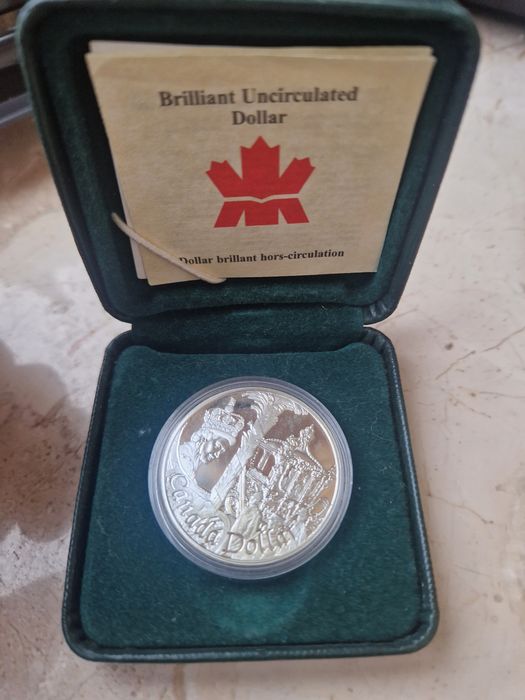 Brilliant Uncirculated
Dollar
Dollar brillant hors-circulation
Canada Dollar